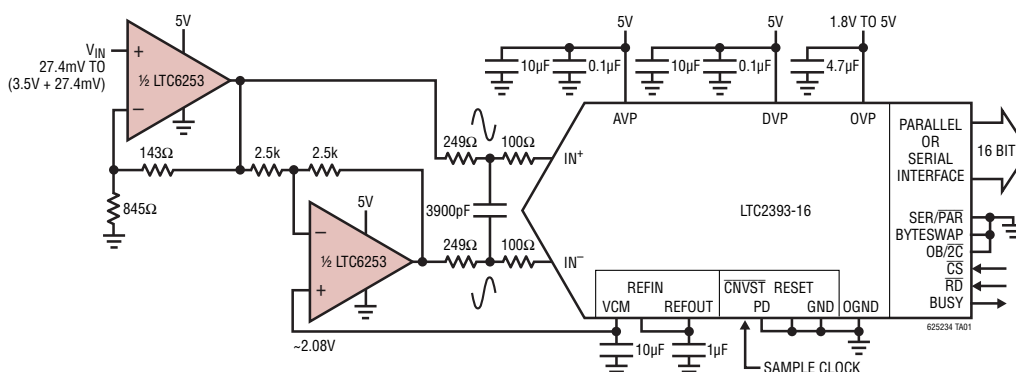 5V
5V
5V
1.8V TO 5V
VIN
27.4mV TO
(3.5V + 27.4mV)
+
½ LTC6253
–
10µF
0.1µF
10µF
0.1µF
4.7µF
AVP
DVP
OVP
143Ω
2.5k
2.5k
249Ω
100Ω
IN+
PARALLEL
OR
SERIAL
INTERFACE
16 BIT
845Ω
5V
3900pF
LTC2393-16
–
½ LTC6253
+
249Ω
100Ω
IN–
SER/PAR
BYTESWAP
OB/2C
CS
RD
BUSY
REFIN
CNVST RESET
VCM
REFOUT
PD
GND
OGND
~2.08V
10µF
1µF
SAMPLE CLOCK
625234 TA01